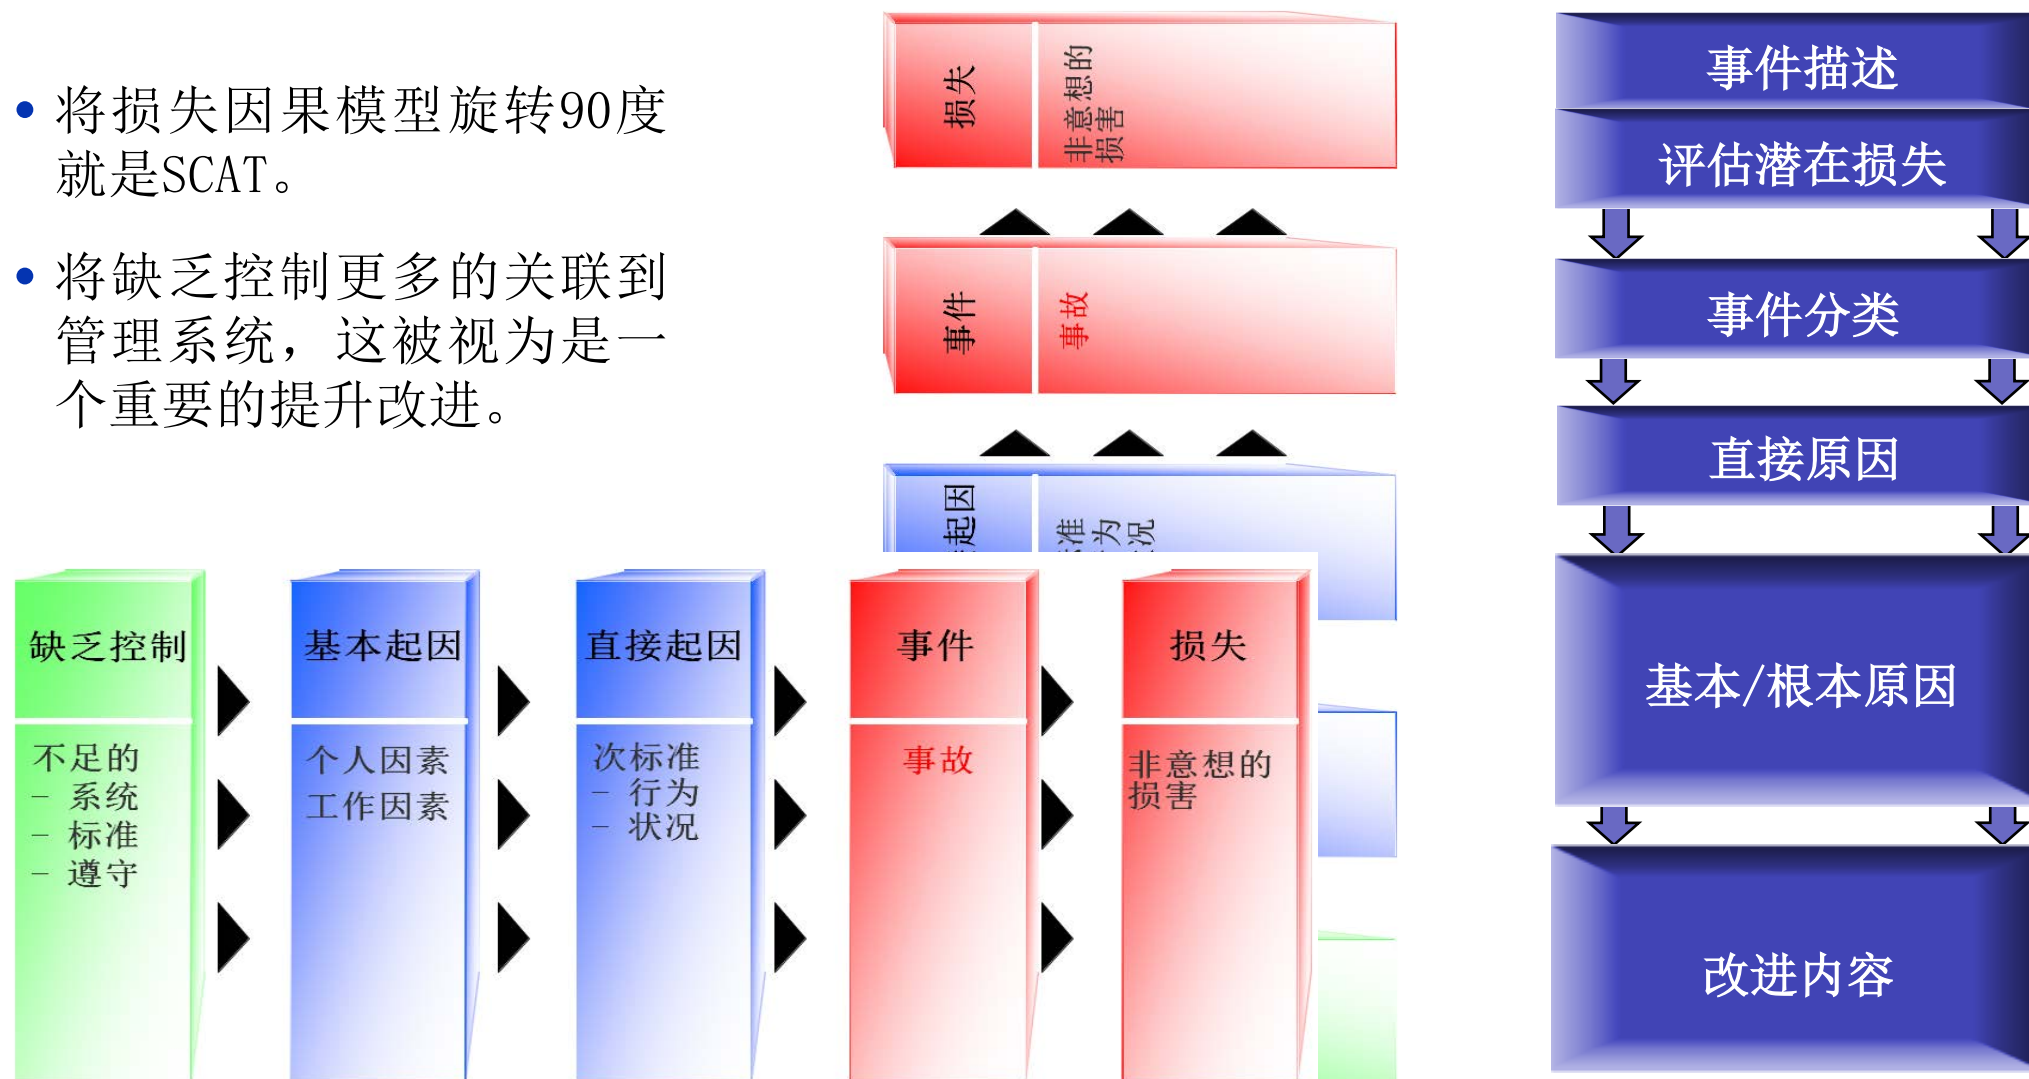 • 将损失因果模型旋转90度
就是SCAT。
• 将缺乏控制更多的关联到
管理系统，这被视为是一
个重要的提升改进。
损失
非意想的
损害
事件
事故
起因
准
为
况
缺乏控制
不足的
- 系统
- 标准
- 遵守
基本起因
个人因素
工作因素
直接起因
次标准
- 行为
- 状况
事件
事故
损失
非意想的
损害
事件描述
评估潜在损失
事件分类
直接原因
基本/根本原因
改进内容